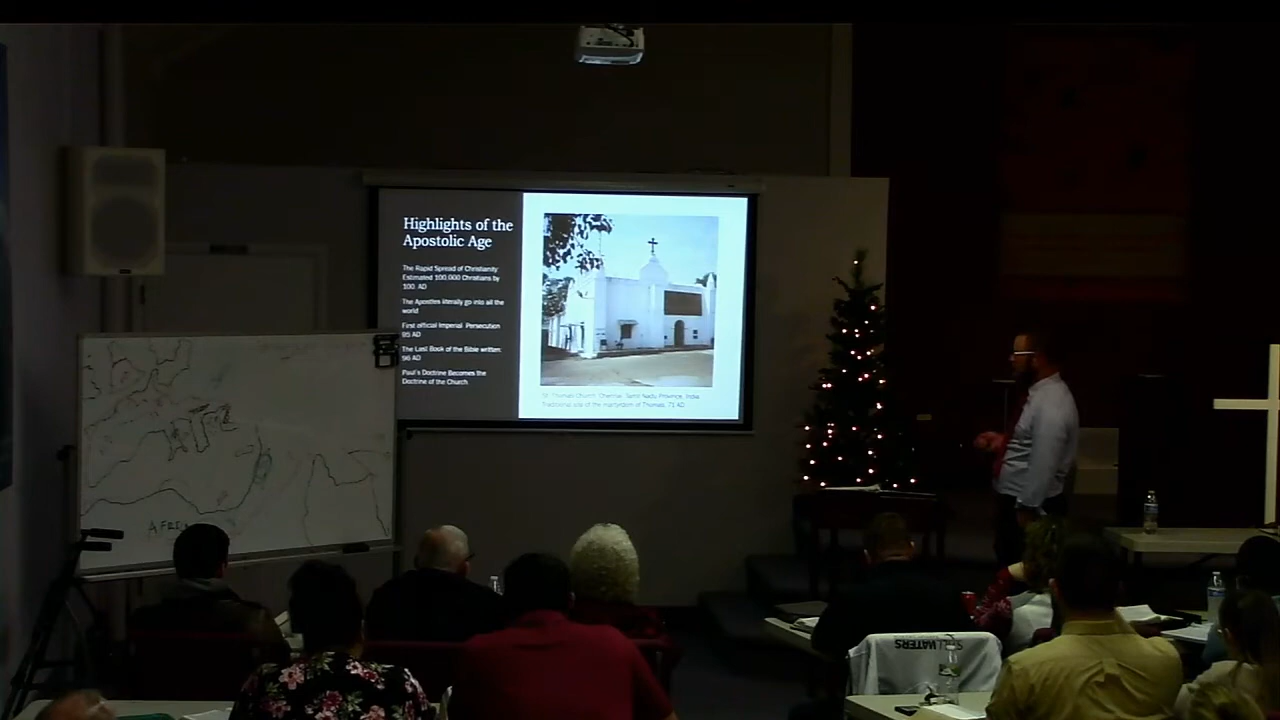 Highlights of the
Apostolic Age
The Rapid Spread of Christianity
Estimated 100,000 Christians by
100 AD
The Apostles literally go into all the
world
First official Imperial Persecution
95 AD
The Last Book of the Bible written
96 AD
Paul's Doctrine Becomes the
Doctrine of the Church
St Thomas Church, Chennai, Tamil Nadu Province, India
Traditional site of the martyrdom of Thomas, 71 AD
WATERS